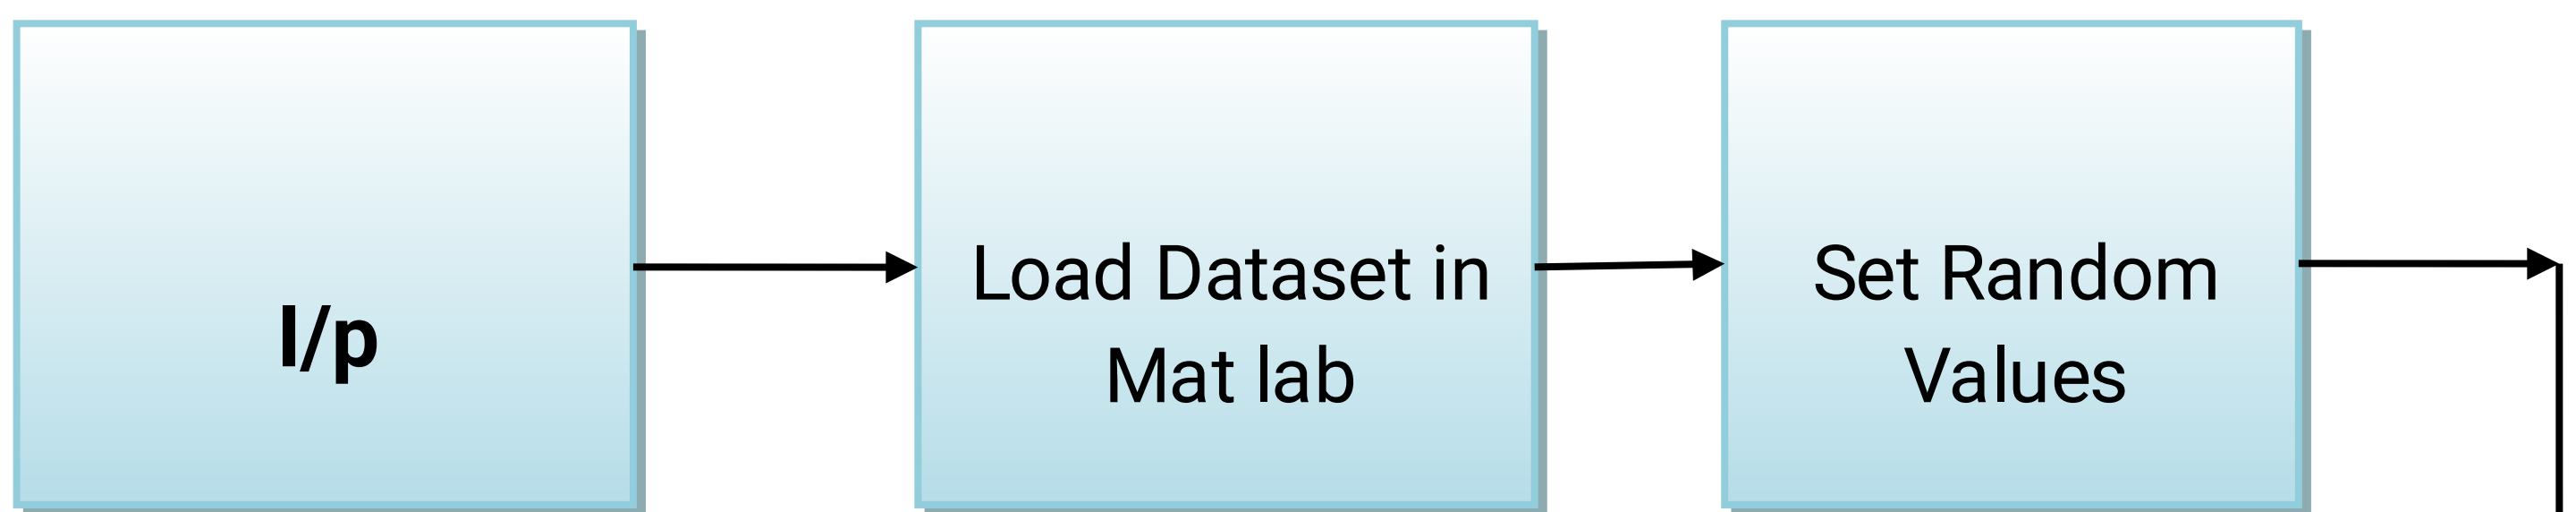 I/p
Load Dataset in
Mat lab
Set Random
Values